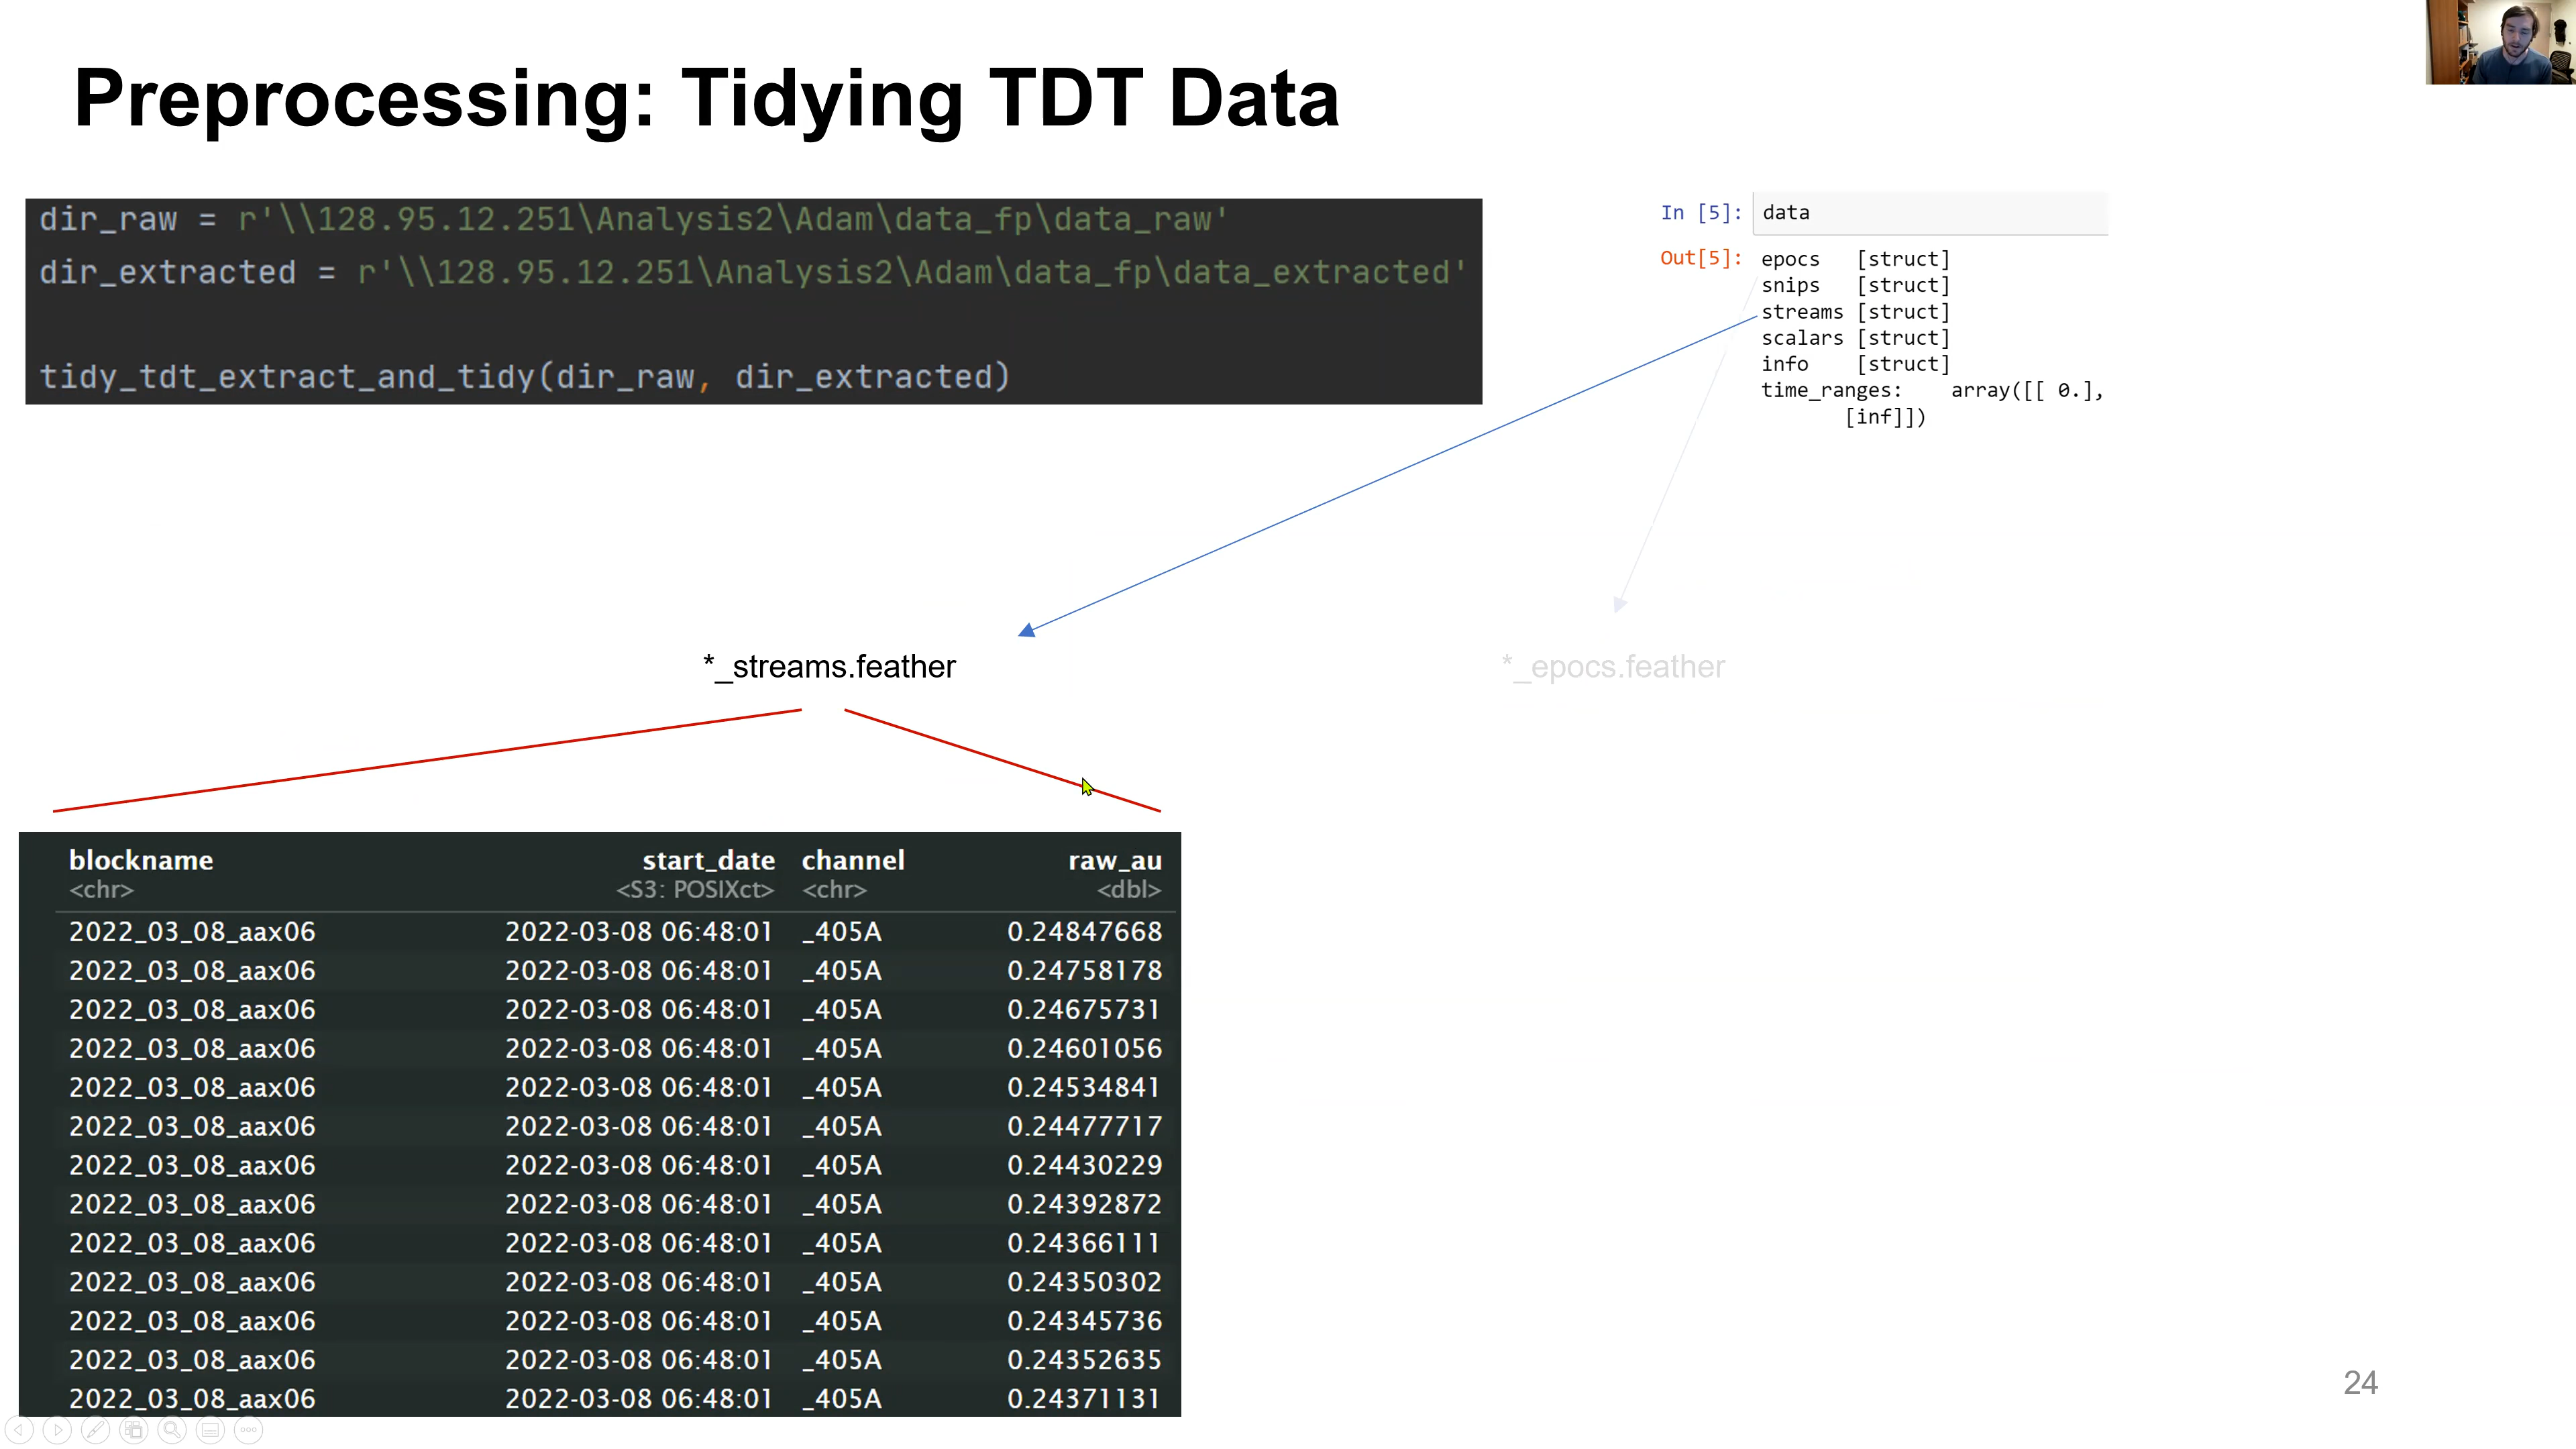 Preprocessing: Tidying TDT Data
dir_raw = r'\\128.95.12.251\Analysis2\Adam\data_fp\data_raw'
dir_extracted = r'\\128.95.12.251\Analysis2\Adam\data_fp\data_extracted'
tidy_tdt_extract_and_tidy(dir_raw, dir_extracted)
In [5]: data
Out[5]: epocs [struct]
snips [struct]
streams [struct]
scalars [struct]
info [struct]
time_ranges: array([[ 0.],
[inf]])
*_streams.feather
*_epocs.feather
blockname start_date channel raw_au
<chr> <S3: POSIXct> <chr> <dbl>
2022_03_08_aax06 2022-03-08 06:48:01 _405A 0.24847668
2022_03_08_aax06 2022-03-08 06:48:01 _405A 0.24758178
2022_03_08_aax06 2022-03-08 06:48:01 _405A 0.24675731
2022_03_08_aax06 2022-03-08 06:48:01 _405A 0.24601056
2022_03_08_aax06 2022-03-08 06:48:01 _405A 0.24534841
2022_03_08_aax06 2022-03-08 06:48:01 _405A 0.24477717
2022_03_08_aax06 2022-03-08 06:48:01 _405A 0.24430229
2022_03_08_aax06 2022-03-08 06:48:01 _405A 0.24392872
2022_03_08_aax06 2022-03-08 06:48:01 _405A 0.24366111
2022_03_08_aax06 2022-03-08 06:48:01 _405A 0.24350302
2022_03_08_aax06 2022-03-08 06:48:01 _405A 0.24345736
2022_03_08_aax06 2022-03-08 06:48:01 _405A 0.24352635
2022_03_08_aax06 2022-03-08 06:48:01 _405A 0.24371131
24